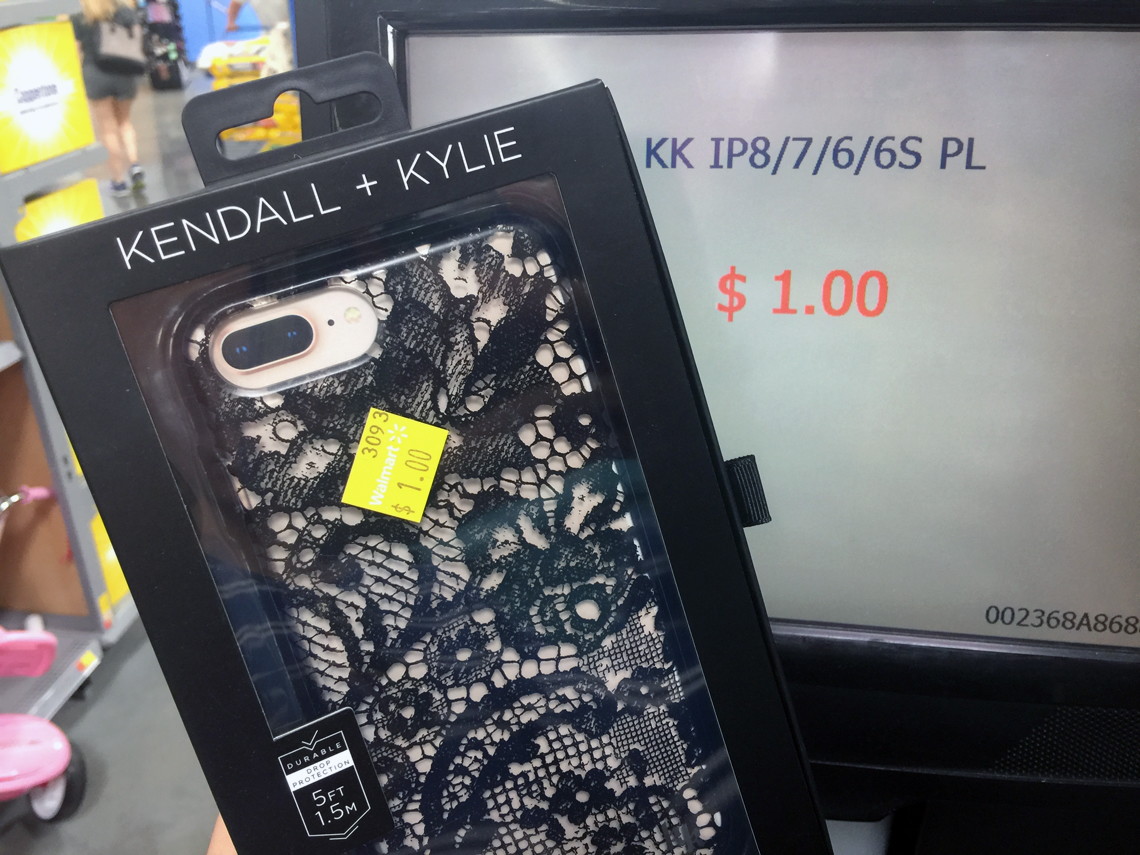 Coppertone
KENDALL + KYLIE
KK IP8/7/6/6S PL
$ 1.00
3093
Walmart
$ 1.00
DURABLE
DROP
PROTECTION
5FT
1.5M
002368A868